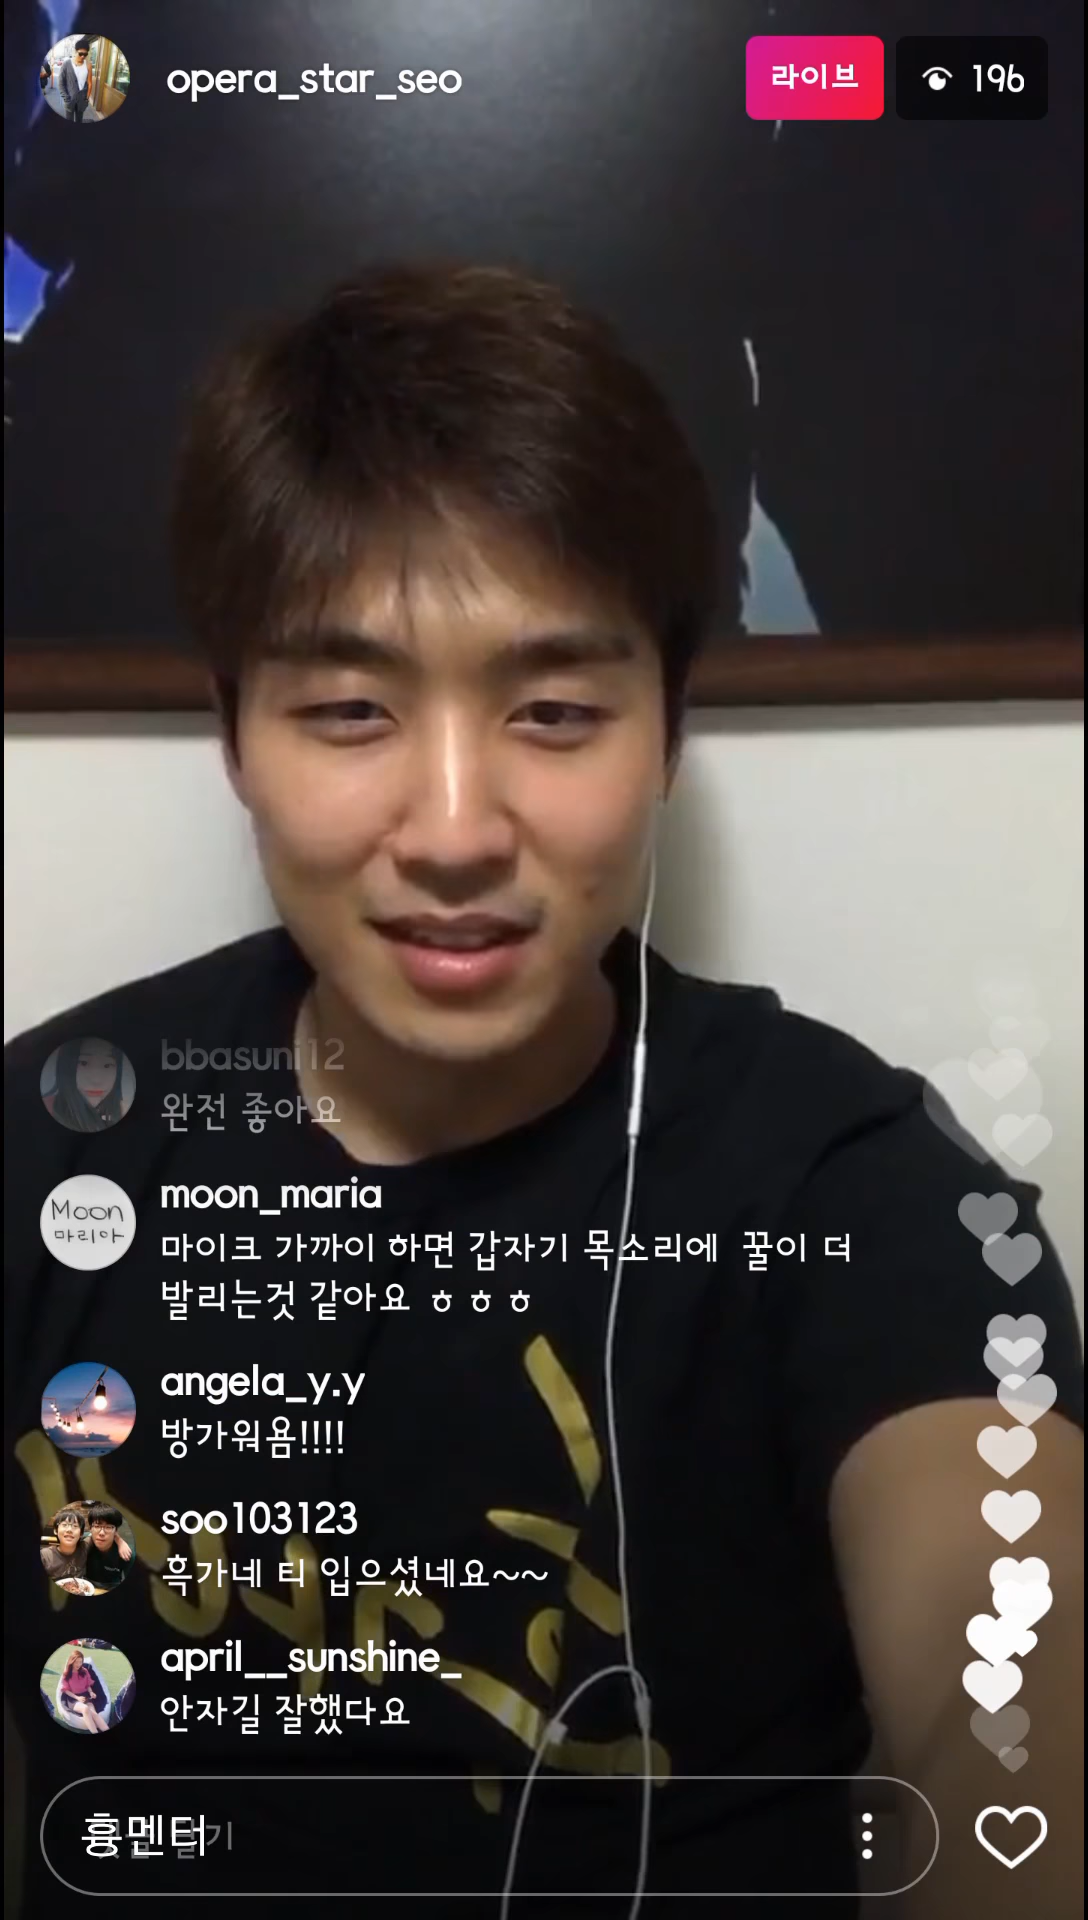 opera_star_seo
라이브
196
bbasuni12
완전 좋아요
Moon
마리아
moon_maria
마이크 가까이 하면 갑자기 목소리에 꿀이 더
발리는것 같아요 ㅎㅎㅎ
angela_y.y
방가워욤!!!!
soo103123
흑가네 티 입으셨네요~~
april__sunshine_
안자길 잘했다요
흉멘터